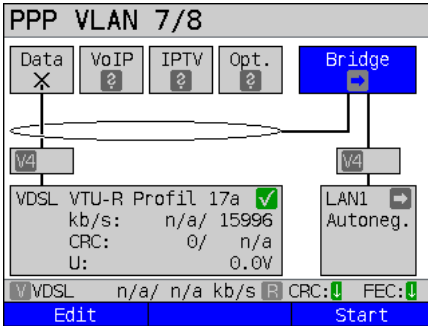 PPP VLAN 7/8
Data VoIP IPTV Opt. Bridge
? ? ?
V4 V4
VDSL VTU-R Profil 17a LAN1
kb/s: n/a/ 15996 Autoneg.
CRC: 0/ n/a
U: 0.0V
V VDSL n/a/ n/a kb/s R CRC: FEC:
Edit Start